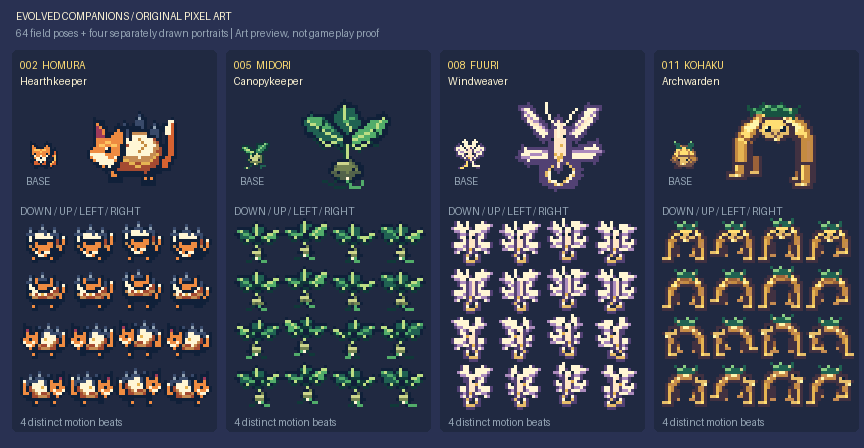 EVOLVED COMPANIONS / ORIGINAL PIXEL ART
64 field poses + four separately drawn portraits | Art preview, not gameplay proof
002 HOMURA
Hearthkeeper
BASE
DOWN / UP / LEFT / RIGHT
4 distinct motion beats
005 MIDORI
Canopykeeper
BASE
DOWN / UP / LEFT / RIGHT
4 distinct motion beats
008 FUURI
Windweaver
BASE
DOWN / UP / LEFT / RIGHT
4 distinct motion beats
011 KOHAKU
Archwarden
BASE
DOWN / UP / LEFT / RIGHT
4 distinct motion beats